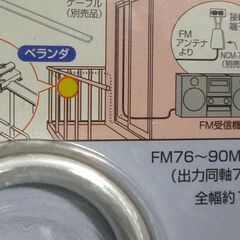 ケーブル
(別売品)
ベランダ
接続
端子
FM
アンテナ
より
NCM-
(別売
FM受信機
FM76～90M
(出力同軸7
全幅約